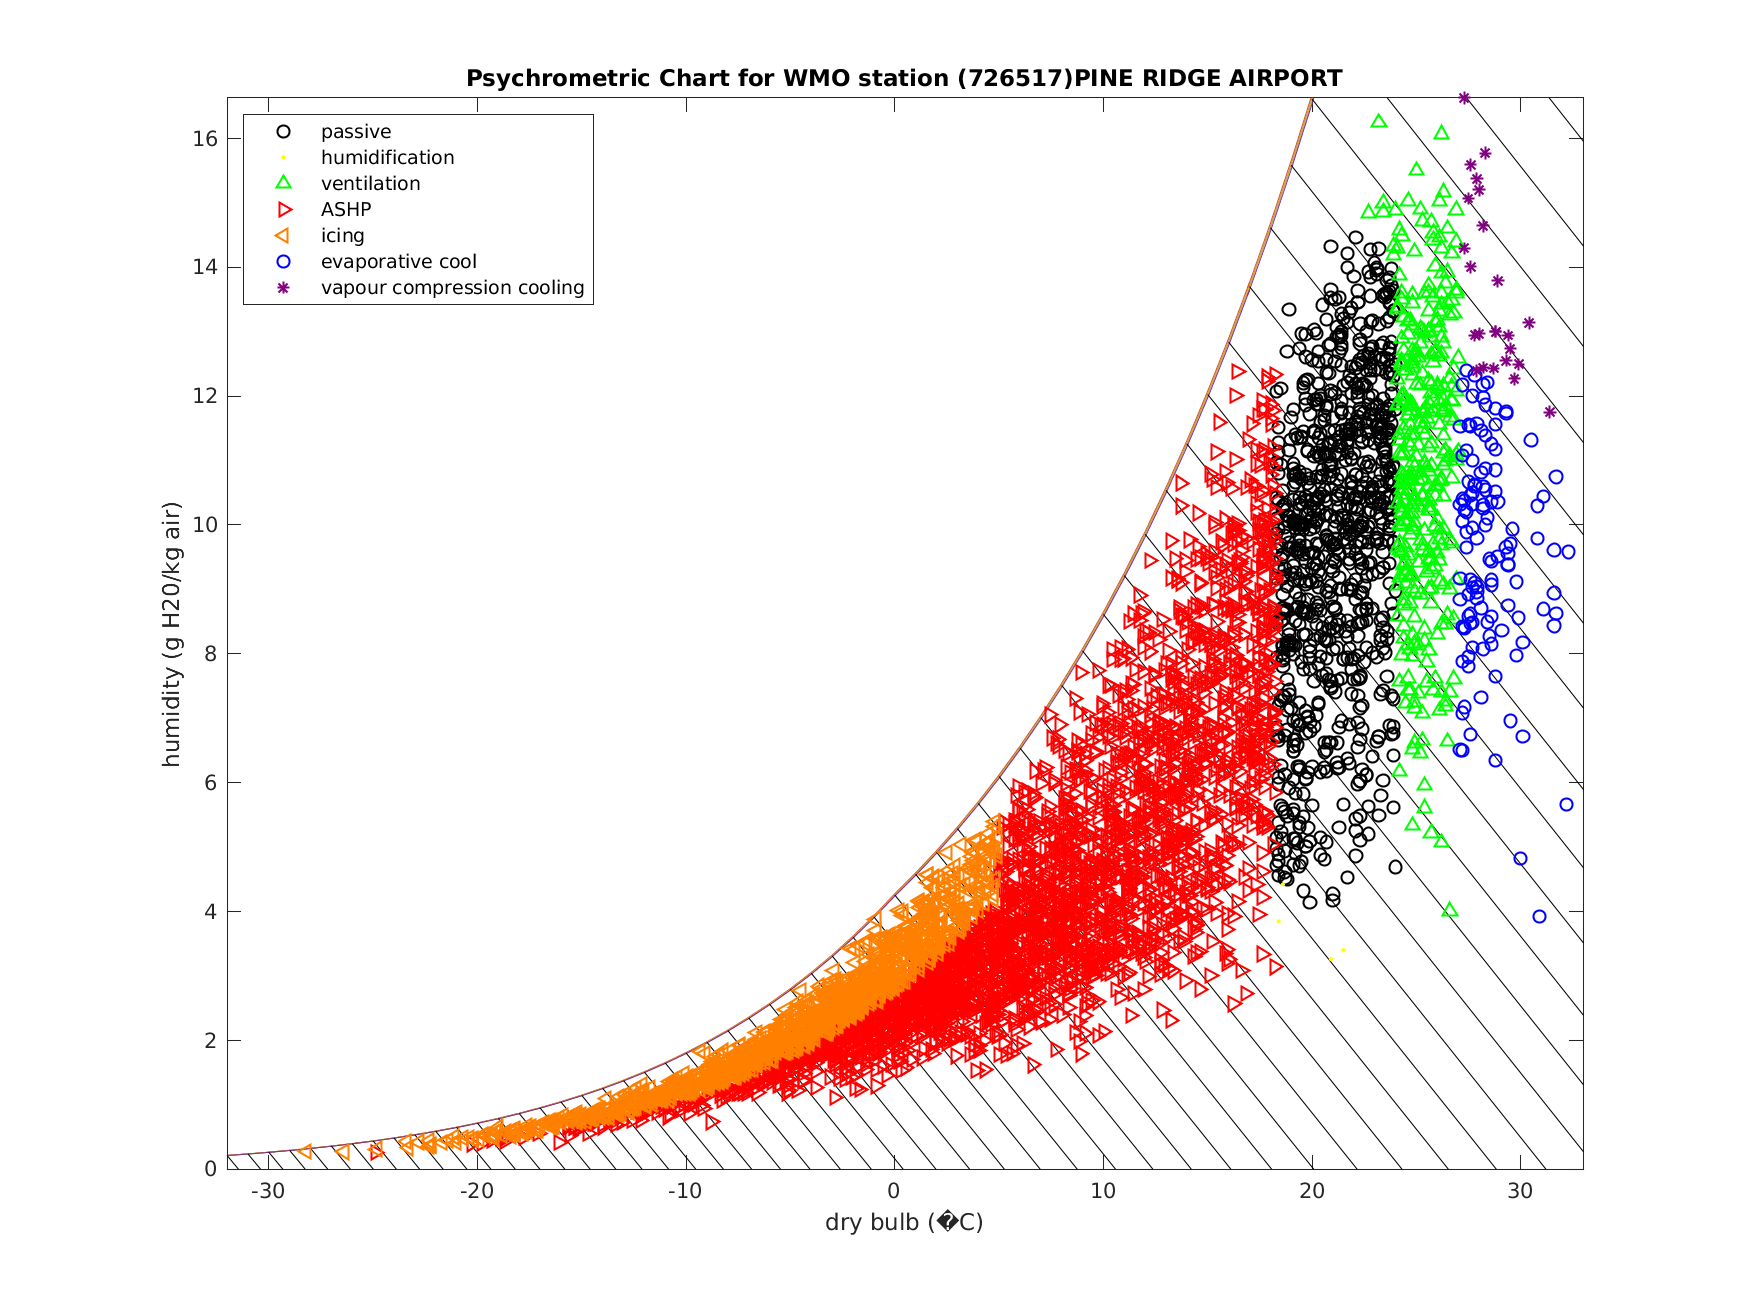 Psychrometric Chart for WMO station (726517)PINE RIDGE AIRPORT
passive
humidification
ventilation
ASHP
icing
evaporative cool
vapour compression cooling
humidity (g H20/kg air)
16
14
12
10
8
6
4
2
0
-30 -20 -10 0 10 20 30
dry bulb (�C)